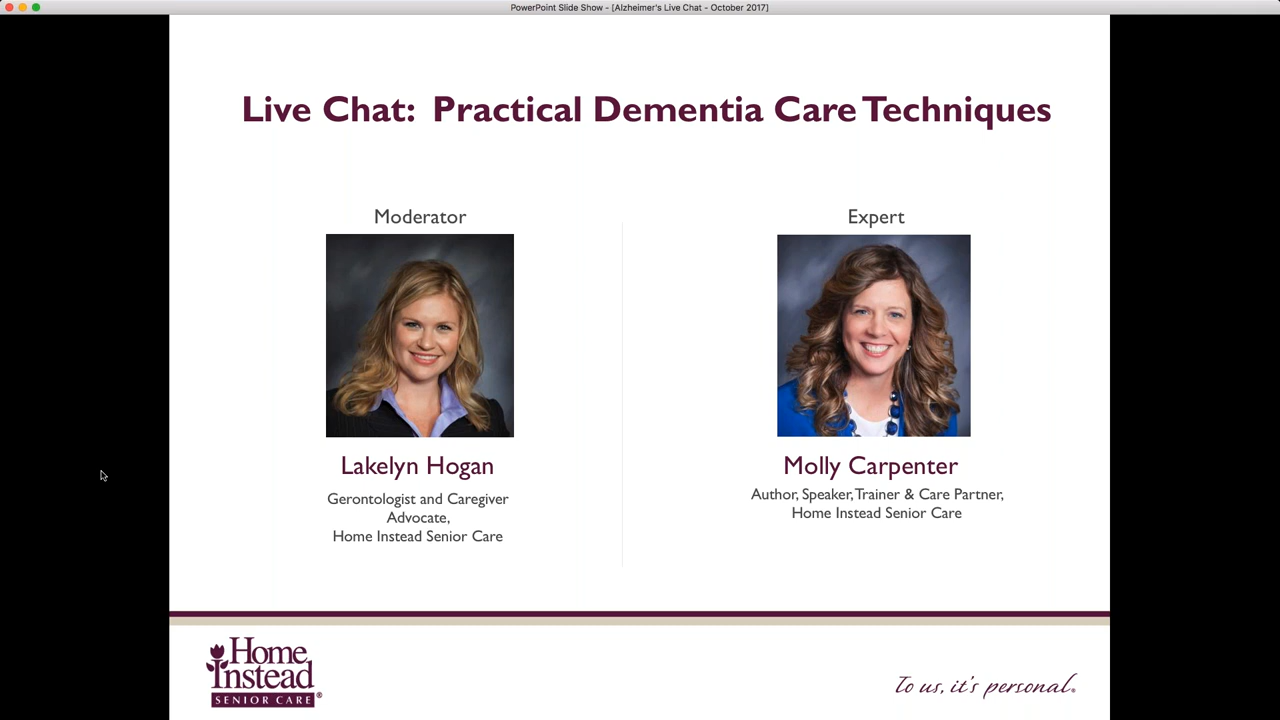 PowerPoint Slide Show - [Alzheimer's Live Chat - October 2017]
Live Chat:  Practical Dementia Care Techniques
Moderator
Lakelyn Hogan
Gerontologist and Caregiver
Advocate,
Home Instead Senior Care
Expert
Molly Carpenter
Author, Speaker, Trainer & Care Partner,
Home Instead Senior Care
Home
Instead
SENIOR CARE®
To us, it's personal.